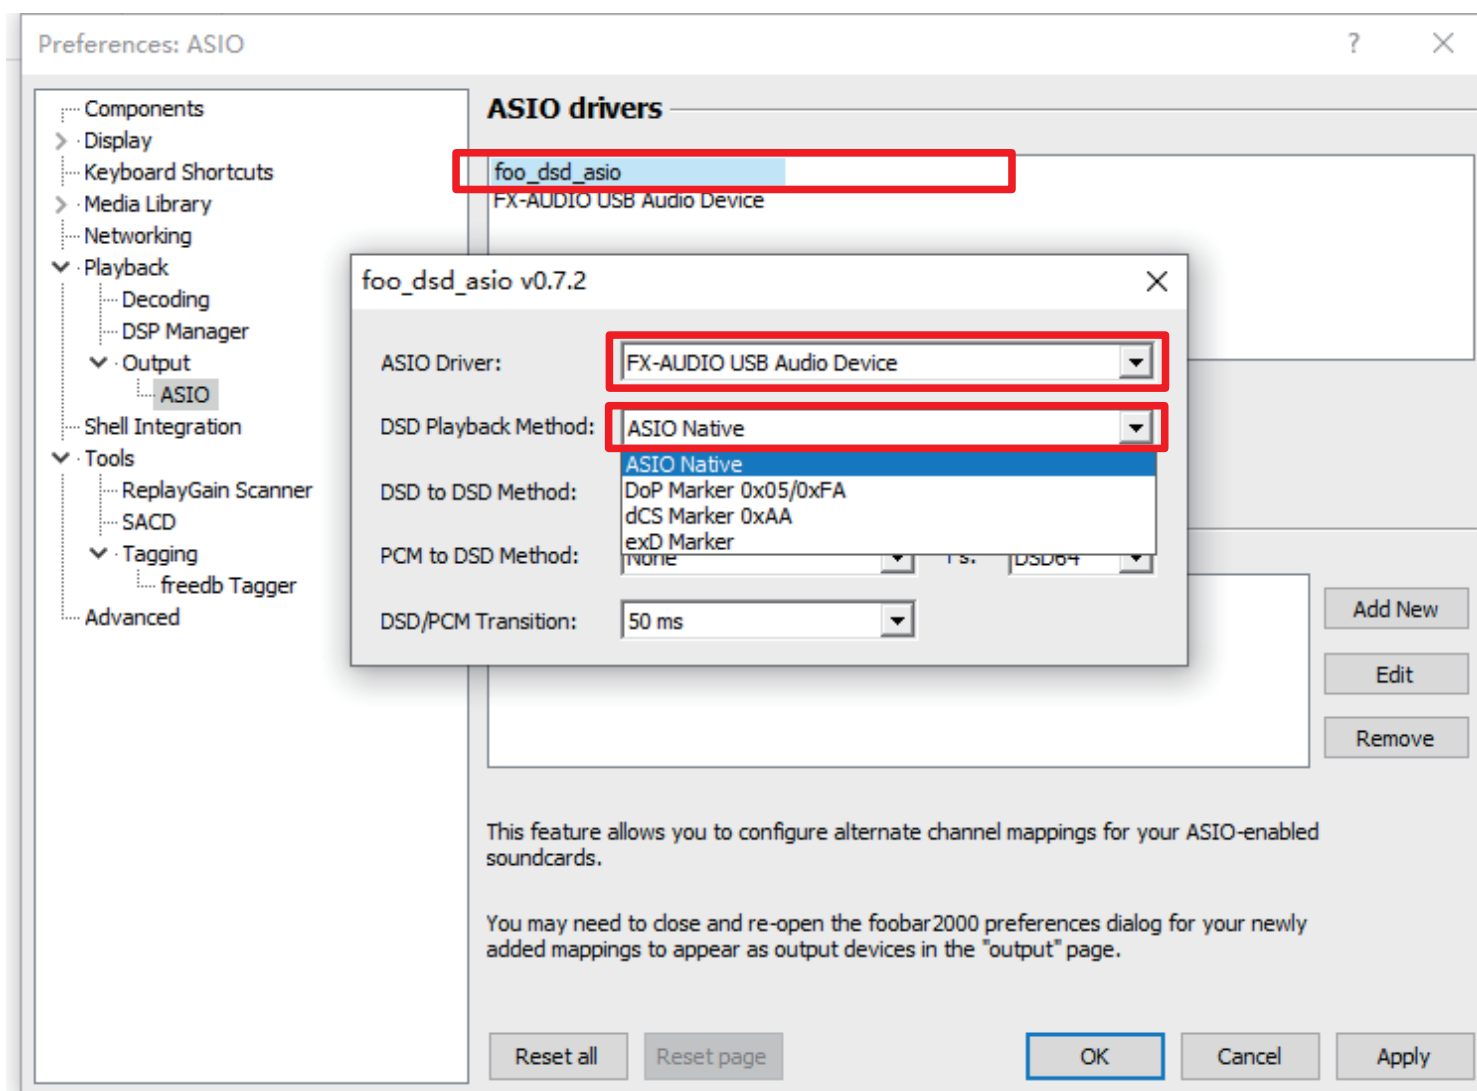 Preferences: ASIO
?
Components
Display
Keyboard Shortcuts
Media Library
Networking
Playback
Decoding
DSP Manager
Output
ASIO
Shell Integration
Tools
ReplayGain Scanner
SACD
Tagging
freedb Tagger
Advanced
ASIO drivers
foo_dsd_asio
FX-AUDIO USB Audio Device
foo_dsd_asio v0.7.2
ASIO Driver: FX-AUDIO USB Audio Device
DSD Playback Method: ASIO Native
ASIO Native
DoP Marker 0x05/0xFA
dCS Marker 0xAA
exD Marker
DSD to DSD Method:
PCM to DSD Method: None Fs: DSD64
DSD/PCM Transition: 50 ms
Add New
Edit
Remove
This feature allows you to configure alternate channel mappings for your ASIO-enabled
soundcards.
You may need to close and re-open the foobar2000 preferences dialog for your newly
added mappings to appear as output devices in the "output" page.
Reset all
Reset page
OK
Cancel
Apply